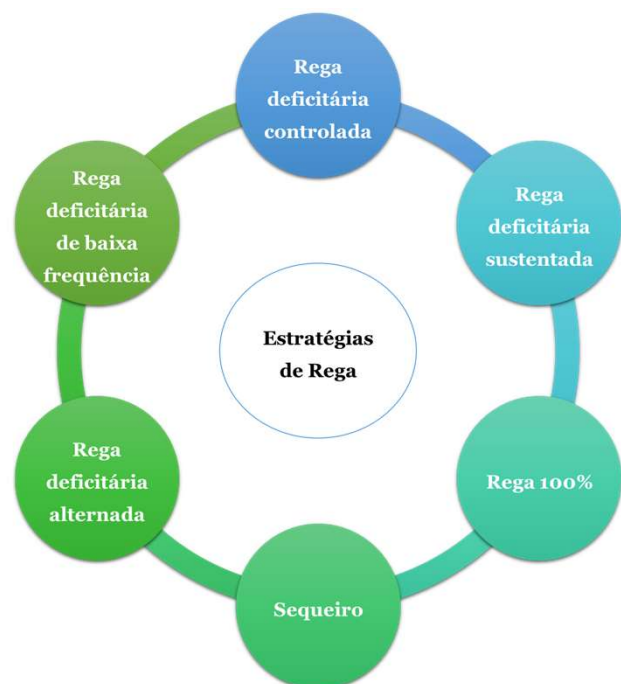 Rega
deficitária
controlada
Rega
deficitária
sustentada
Rega 100%
Sequeiro
Rega
deficitária
alternada
Rega
deficitária
de baixa
frequência
Estratégias
de Rega